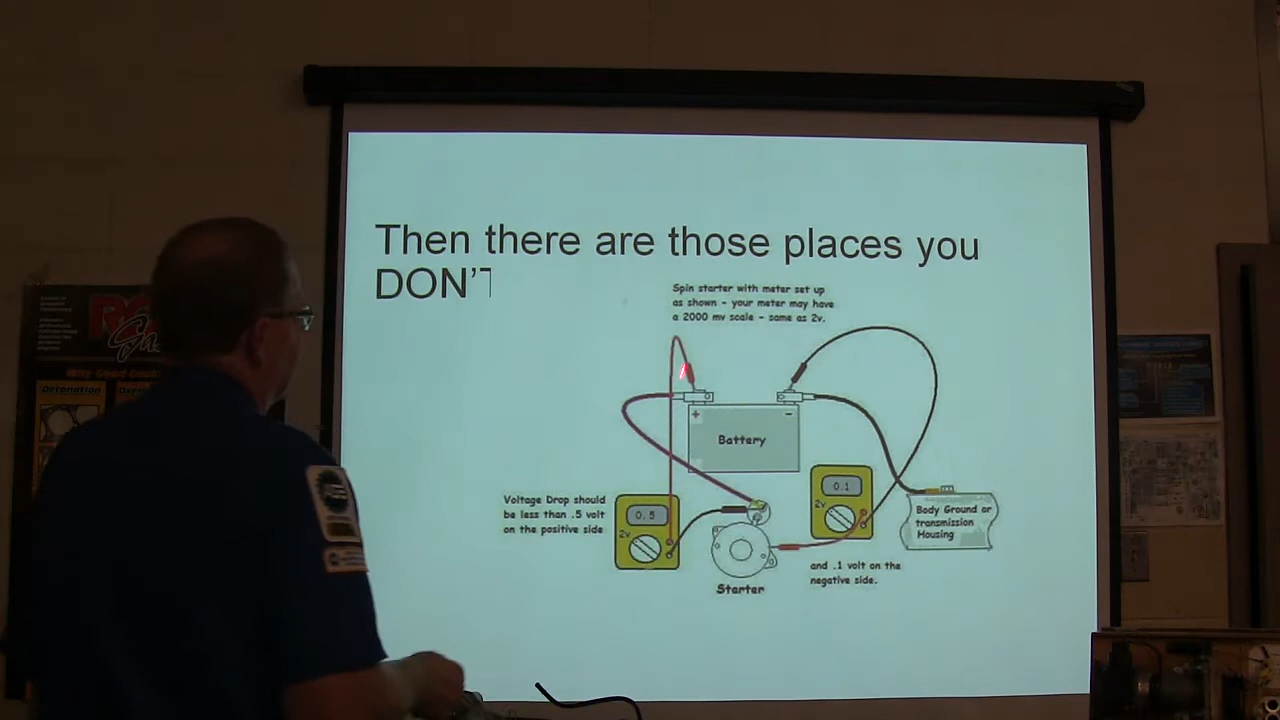 Then there are those places you
DON'T
Spin starter with meter set up
as shown - your meter may have
a 2000 mv scale - same as 2v.
+
-
Battery
0.1
2v
Voltage Drop should
be less than .5 volt
on the positive side
0.5
2v
Body Ground or
transmission
Housing
and .1 volt on the
negative side.
Starter
Detonation